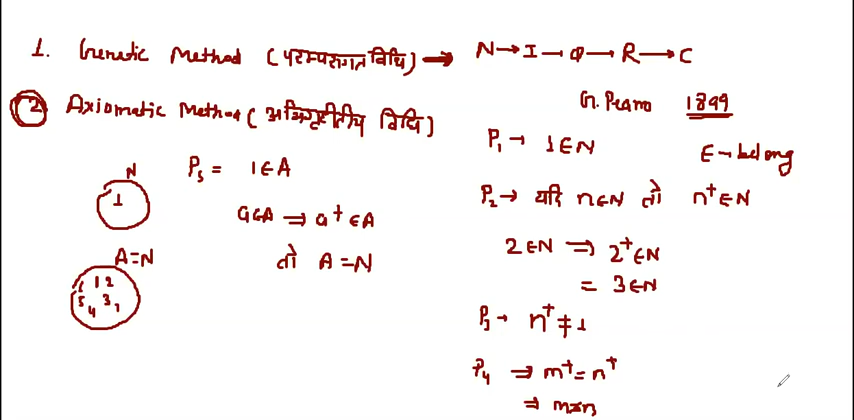 1. Genetic Method (परम्परागत विधि) → N→I→Q→R→C
② Axiomatic Method (अभिगृहीतीय विधि)
G. Peano 1899
P₁→ 1∈N
∈→belong
P₂→ यदि n∈N तो n⁺∈N
2∈N ⇒ 2⁺∈N
= 3∈N
P₃→ n⁺≠1
P₄ ⇒ m⁺=n⁺
⇒ m=n
P₅ = 1∈A
a∈A ⇒ a⁺∈A
तो A=N
N
1
A=N
1 2
5 4 3